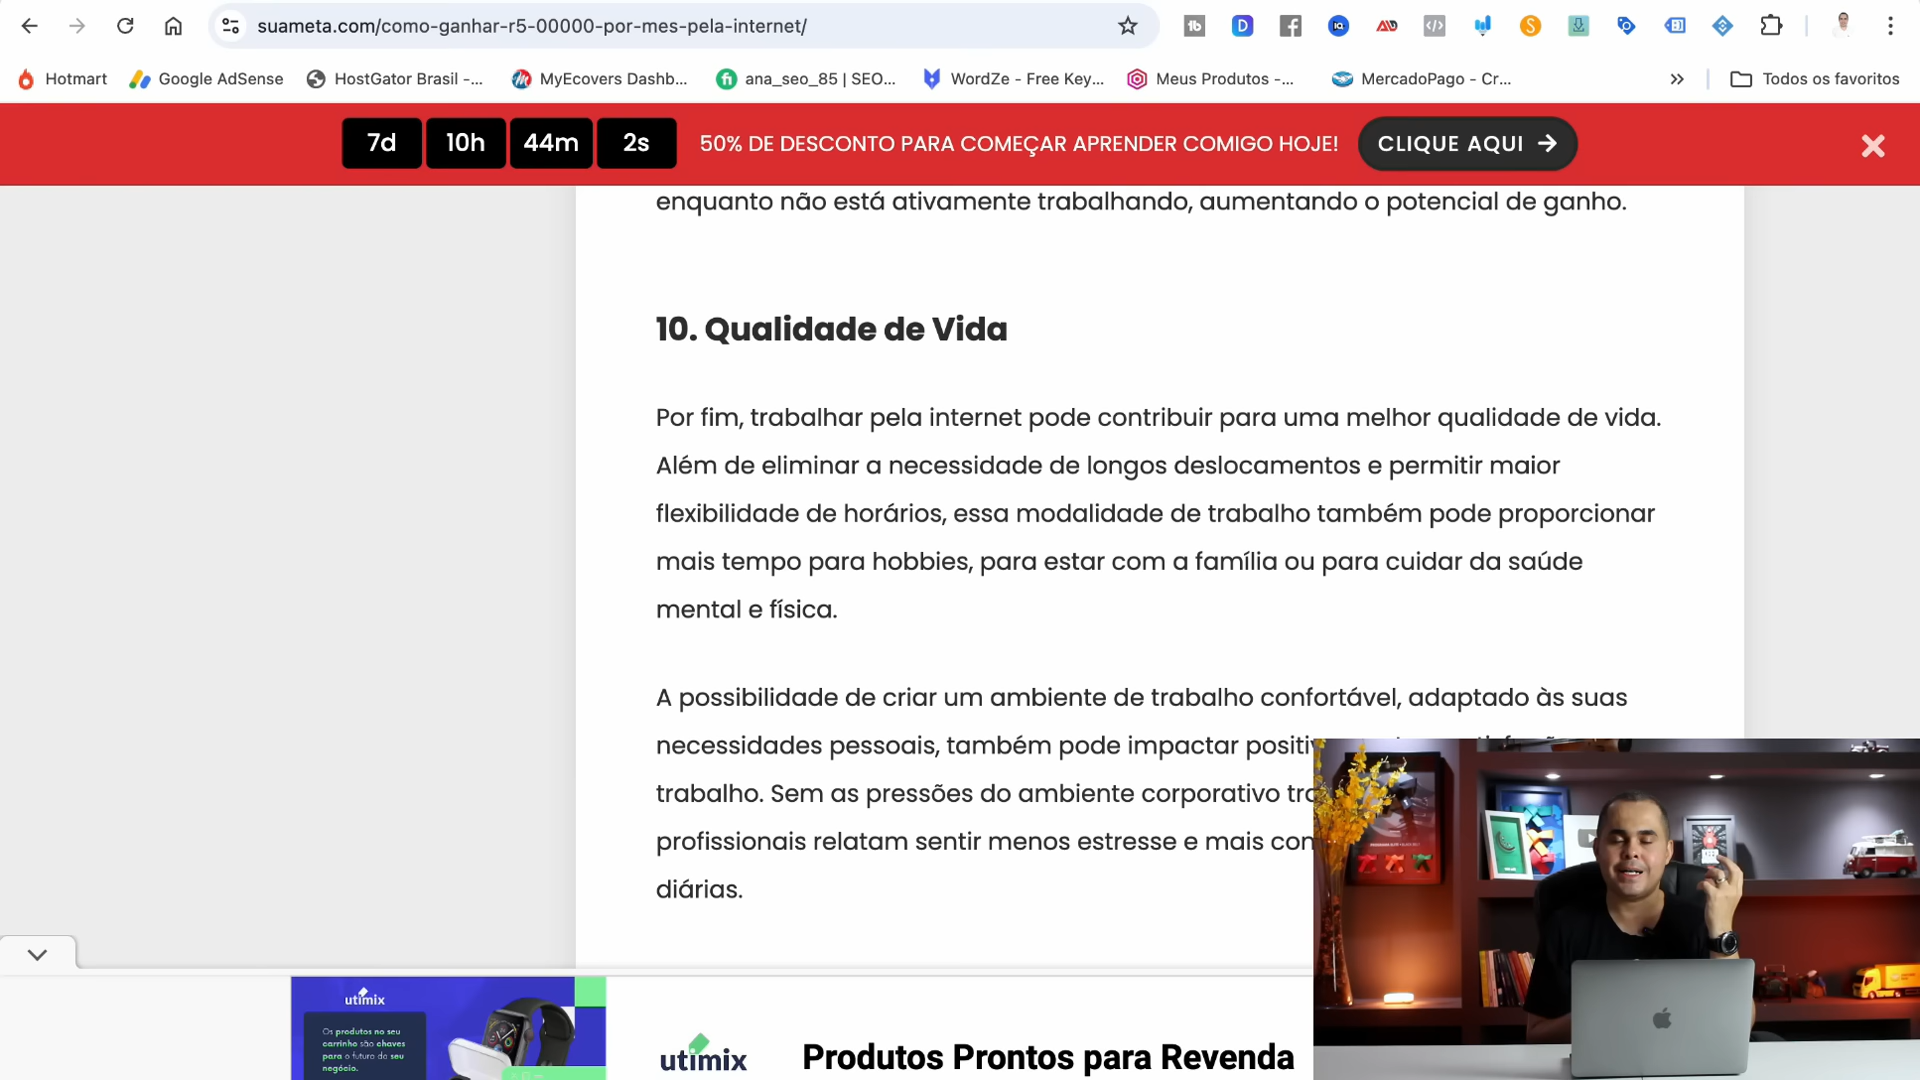 suameta.com/como-ganhar-r5-00000-por-mes-pela-internet/
Hotmart
Google AdSense
HostGator Brasil -...
MyEcovers Dashb...
ana_seo_85 | SEO...
WordZe - Free Key...
Meus Produtos -...
MercadoPago - Cr...
Todos os favoritos
7d 10h 44m 2s 50% DE DESCONTO PARA COMEÇAR APRENDER COMIGO HOJE! CLIQUE AQUI →
enquanto não está ativamente trabalhando, aumentando o potencial de ganho.
10. Qualidade de Vida
Por fim, trabalhar pela internet pode contribuir para uma melhor qualidade de vida.
Além de eliminar a necessidade de longos deslocamentos e permitir maior
flexibilidade de horários, essa modalidade de trabalho também pode proporcionar
mais tempo para hobbies, para estar com a família ou para cuidar da saúde
mental e física.
A possibilidade de criar um ambiente de trabalho confortável, adaptado às suas
necessidades pessoais, também pode impactar
trabalho. Sem as pressões do ambiente corporativo
profissionais relatam sentir menos estresse e mais
diárias.
utimix
Os produtos no seu
carrinho são chaves
para o futuro do seu
negócio.
utimix
Produtos Prontos para Revenda